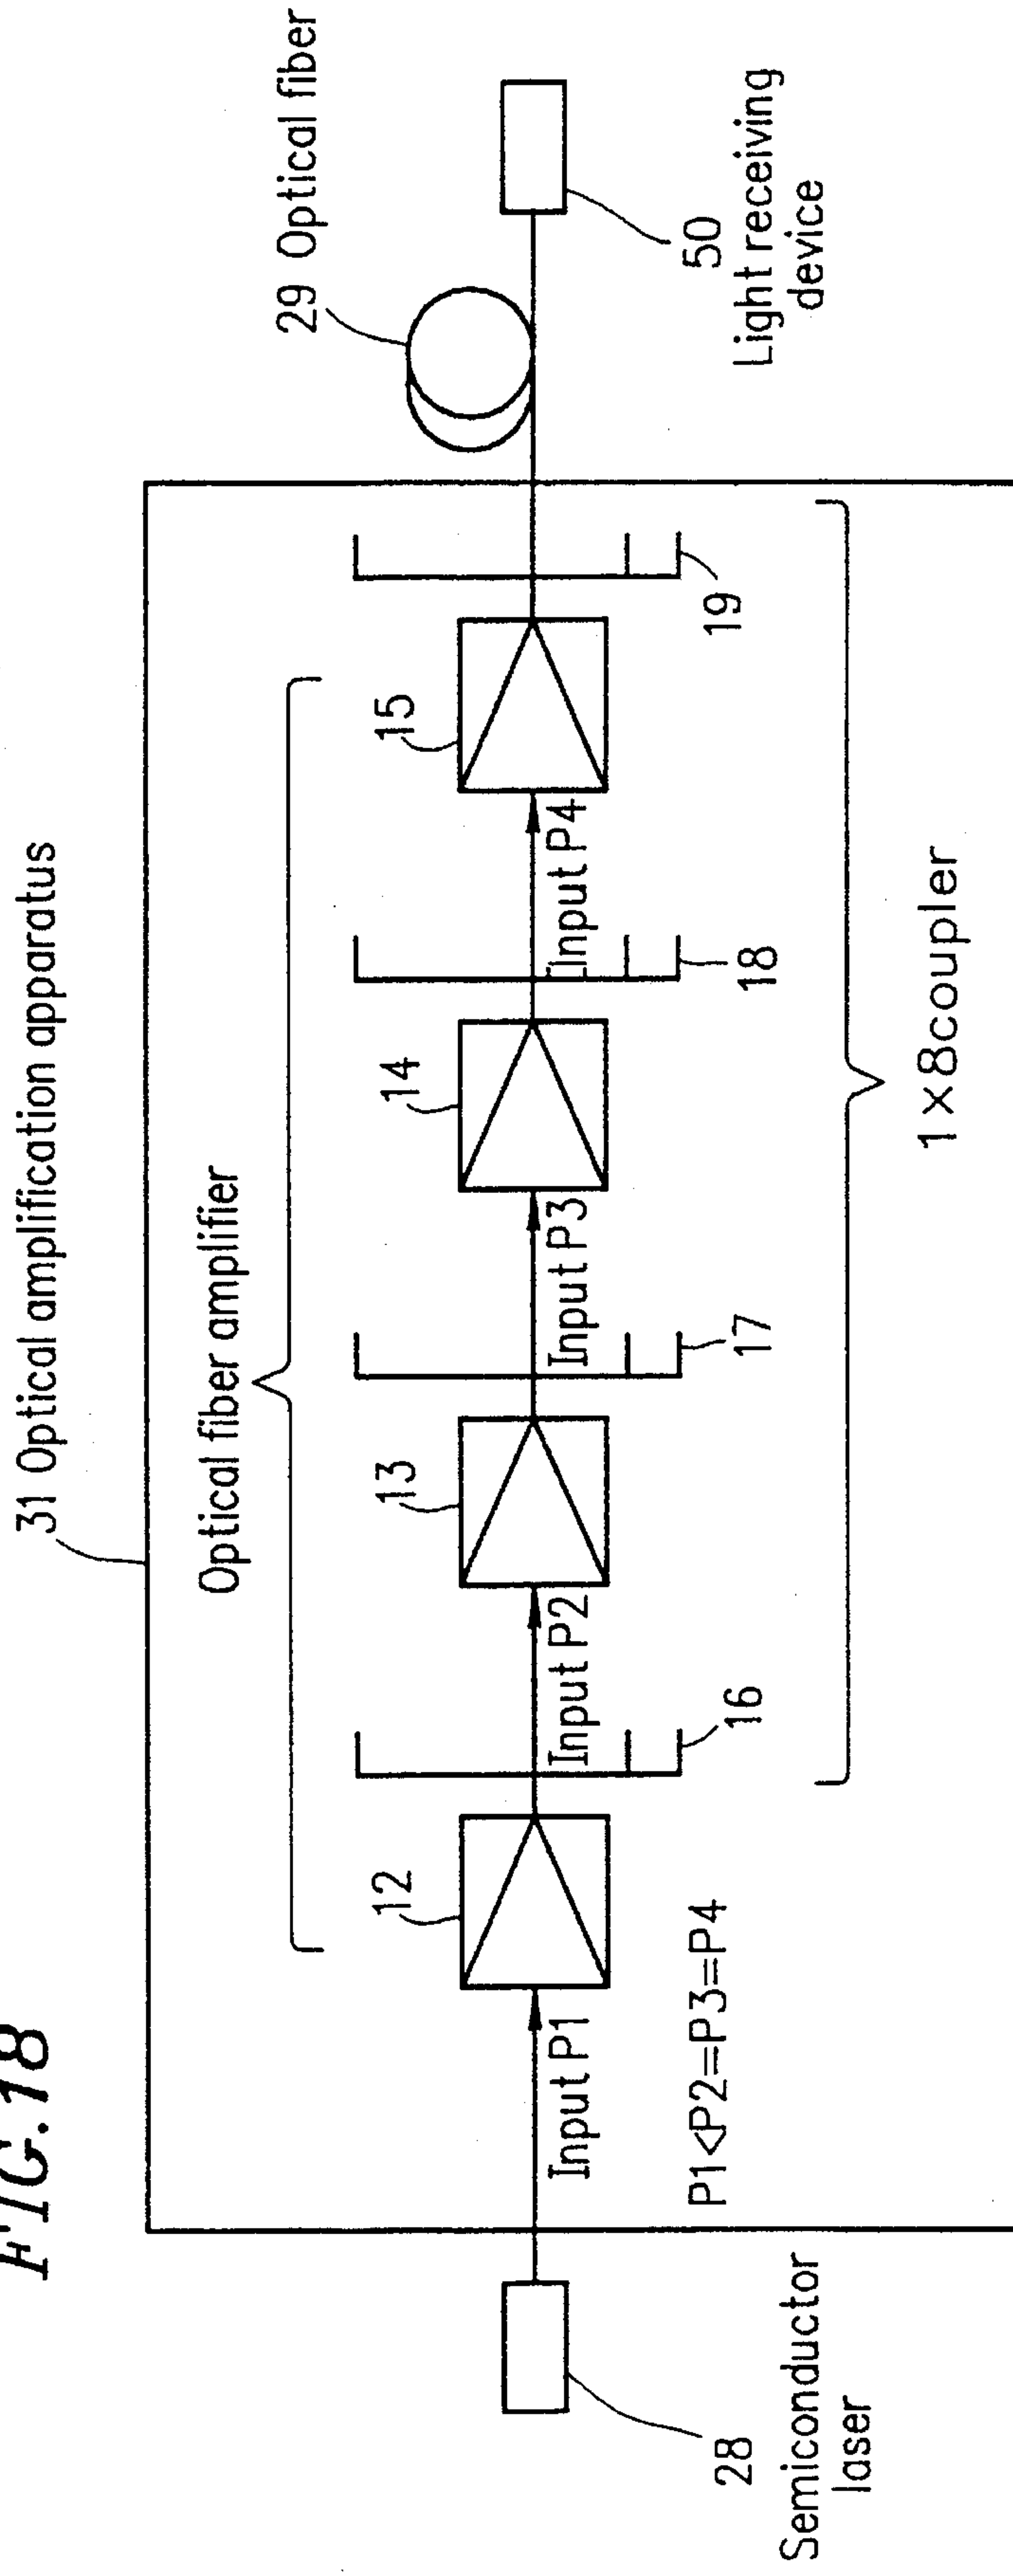 FIG. 18
31 Optical amplification apparatus
Optical fiber amplifier
29 Optical fiber
12
13
14
15
Input P1
Input P2
Input P3
Input P4
16
17
18
19
P1<P2=P3=P4
1×8coupler
28
Semiconductor
laser
50
Light receiving
device